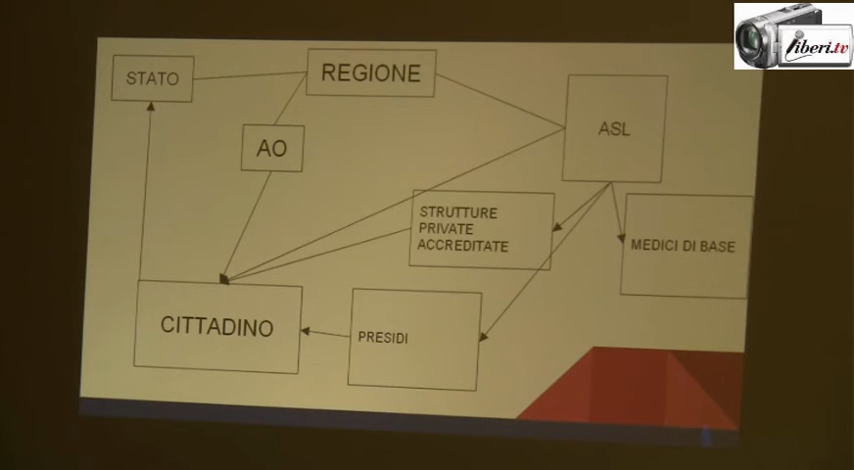 liberi.tv
STATO
REGIONE
ASL
AO
STRUTTURE
PRIVATE
ACCREDITATE
MEDICI DI BASE
CITTADINO
PRESIDI